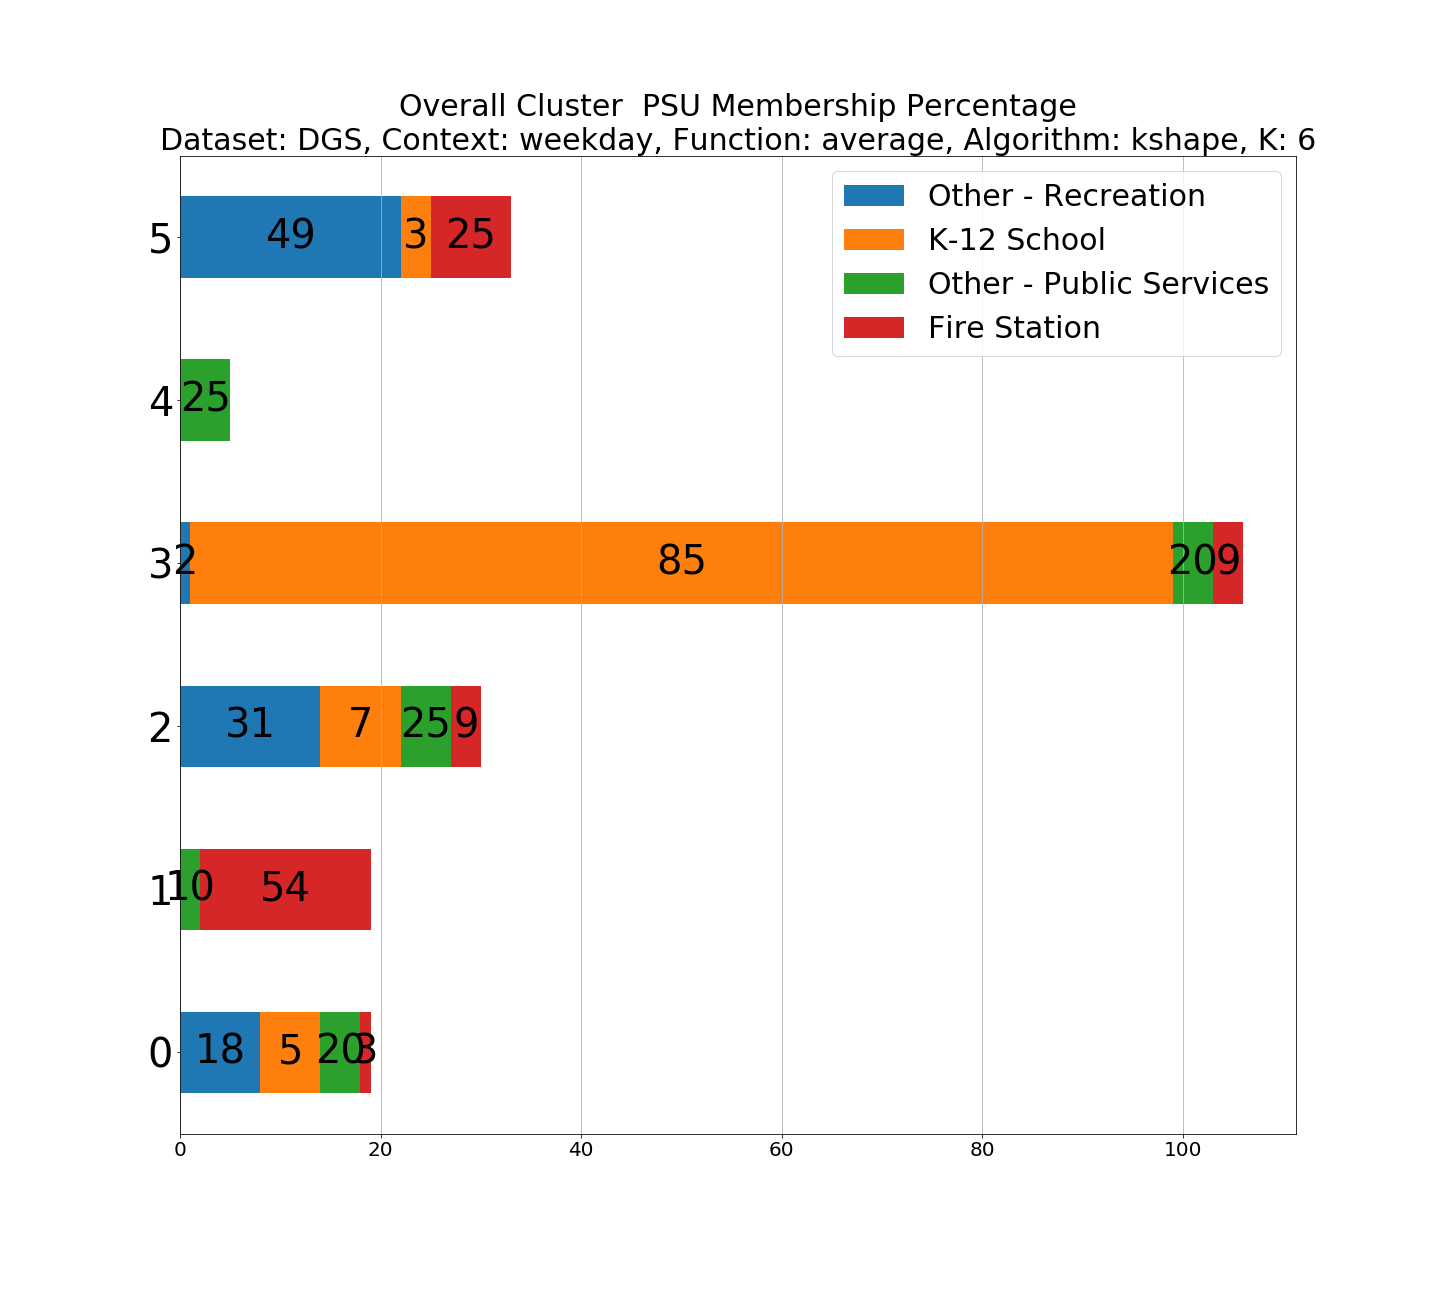 Overall Cluster  PSU Membership Percentage
Dataset: DGS, Context: weekday, Function: average, Algorithm: kshape, K: 6
Other - Recreation
K-12 School
Other - Public Services
Fire Station
5 49 3 25
4 25
3 2 85 20 9
2 31 7 25 9
1 10 54
0 18 5 20 3
0 20 40 60 80 100